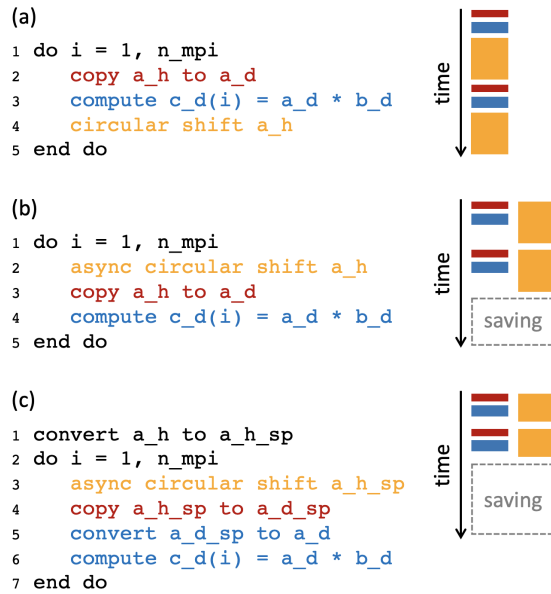 (a)
1 do i = 1, n_mpi
2 copy a_h to a_d
3 compute c_d(i) = a_d * b_d
4 circular shift a_h
5 end do
time
(b)
1 do i = 1, n_mpi
2 async circular shift a_h
3 copy a_h to a_d
4 compute c_d(i) = a_d * b_d
5 end do
time
saving
(c)
1 convert a_h to a_h_sp
2 do i = 1, n_mpi
3 async circular shift a_h_sp
4 copy a_h_sp to a_d_sp
5 convert a_d_sp to a_d
6 compute c_d(i) = a_d * b_d
7 end do
time
saving